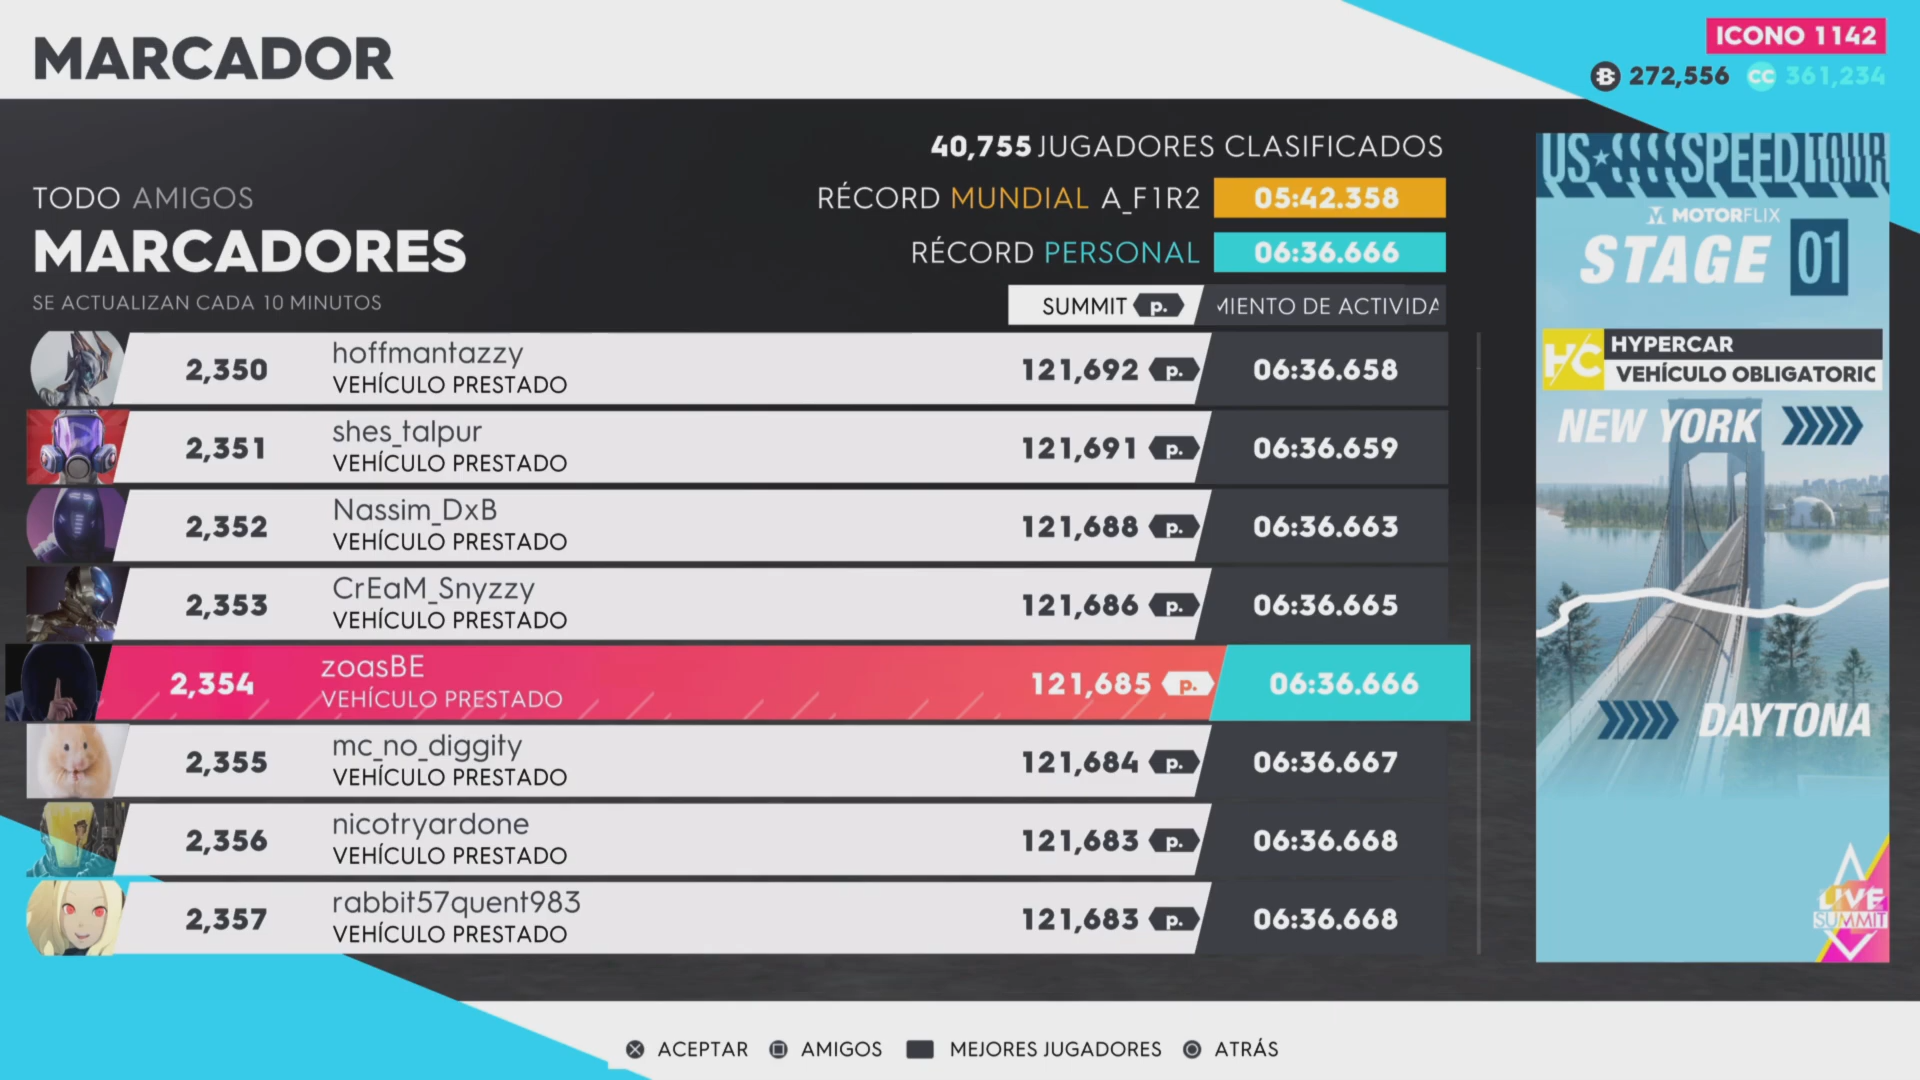 MARCADOR
ICONO 1142
272,556 CC 361,234
40,755 JUGADORES CLASIFICADOS
TODO AMIGOS
RÉCORD MUNDIAL A_F1R2 05:42.358
MARCADORES
RÉCORD PERSONAL 06:36.666
SE ACTUALIZAN CADA 10 MINUTOS
SUMMIT p. MIENTO DE ACTIVIDA
2,350 hoffmantazzy 121,692 p. 06:36.658
VEHÍCULO PRESTADO
2,351 shes_talpur 121,691 p. 06:36.659
VEHÍCULO PRESTADO
2,352 Nassim_DxB 121,688 p. 06:36.663
VEHÍCULO PRESTADO
2,353 CrEaM_Snyzzy 121,686 p. 06:36.665
VEHÍCULO PRESTADO
2,354 zoasBE 121,685 p. 06:36.666
VEHÍCULO PRESTADO
2,355 mc_no_diggity 121,684 p. 06:36.667
VEHÍCULO PRESTADO
2,356 nicotryardone 121,683 p. 06:36.668
VEHÍCULO PRESTADO
2,357 rabbit57quent983 121,683 p. 06:36.668
VEHÍCULO PRESTADO
US SPEED TOUR
MOTORFLIX
STAGE 01
H/C HYPERCAR
VEHÍCULO OBLIGATORIO
NEW YORK
DAYTONA
LIVE
SUMMIT
ACEPTAR AMIGOS MEJORES JUGADORES ATRÁS